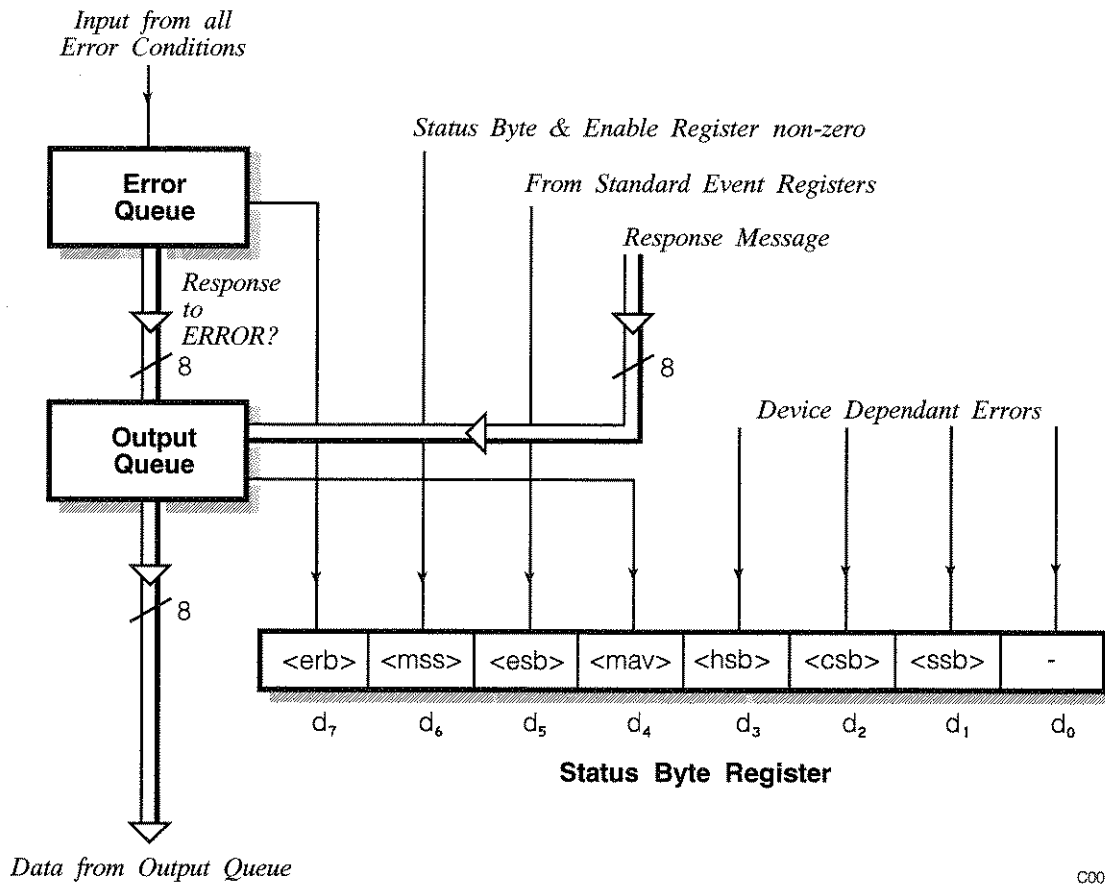 Input from all
Error Conditions
Status Byte & Enable Register non-zero
From Standard Event Registers
Error
Queue
Response Message
Response
to
ERROR?
8
8
Device Dependant Errors
Output
Queue
8
<erb> <mss> <esb> <mav> <hsb> <csb> <ssb> -
d₇ d₆ d₅ d₄ d₃ d₂ d₁ d₀
Status Byte Register
Data from Output Queue
C00